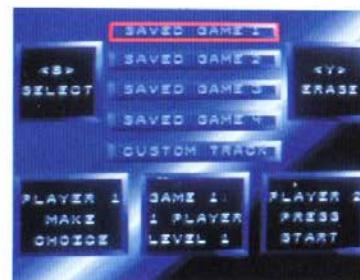 SAVED GAME 1
SAVED GAME 2
SAVED GAME 3
SAVED GAME 4
CUSTOM TRACK
<B>
SELECT
<Y>
ERASE
PLAYER 1
MAKE
CHOICE
GAME 1:
1 PLAYER
LEVEL 1
PLAYER 2
PRESS
START